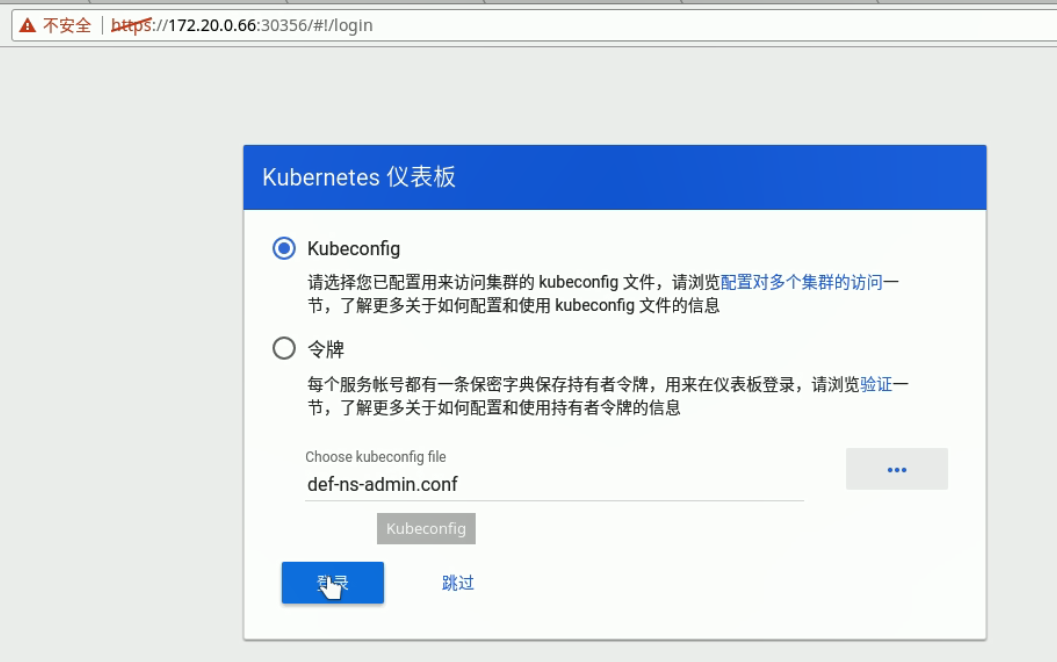 不安全 https://172.20.0.66:30356/#!/login
Kubernetes 仪表板
Kubeconfig
请选择您已配置用来访问集群的 kubeconfig 文件，请浏览配置对多个集群的访问一
节，了解更多关于如何配置和使用 kubeconfig 文件的信息
令牌
每个服务帐号都有一条保密字典保存持有者令牌，用来在仪表板登录，请浏览验证一
节，了解更多关于如何配置和使用持有者令牌的信息
Choose kubeconfig file
def-ns-admin.conf
Kubeconfig
登录 跳过